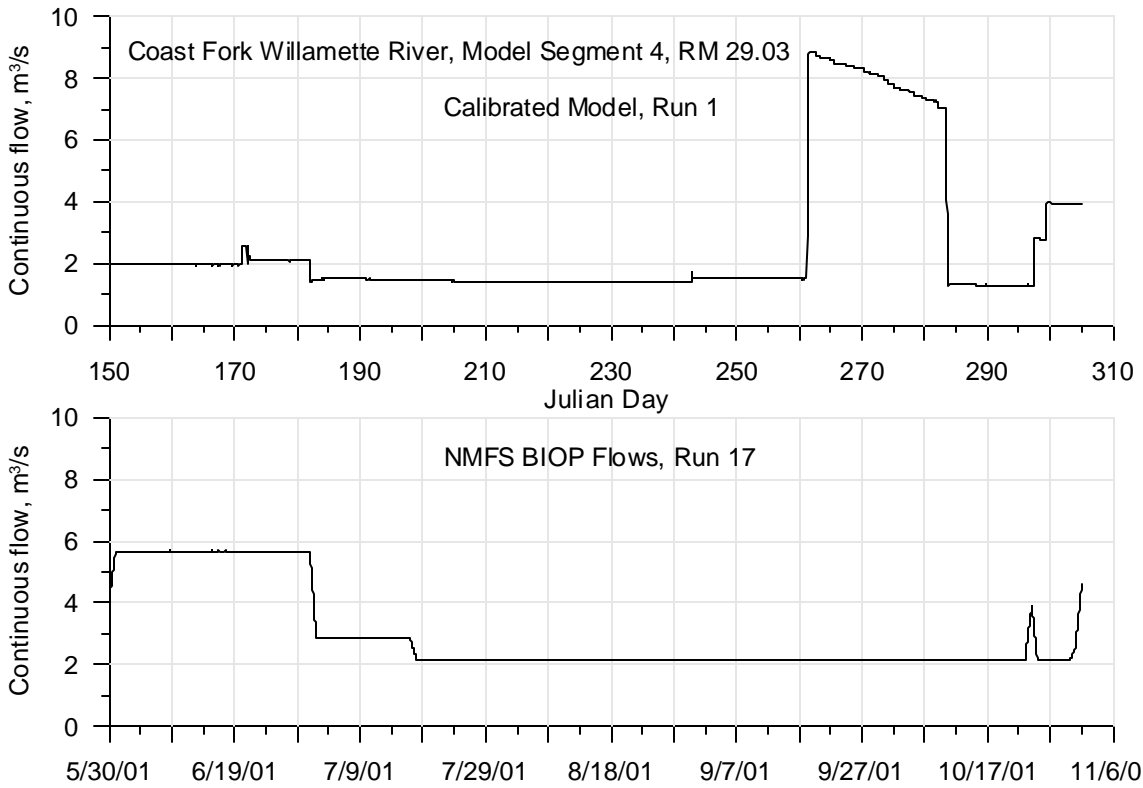 10
Coast Fork Willamette River, Model Segment 4, RM 29.03
8
Calibrated Model, Run 1
6
4
2
0
Continuous flow, m³/s
150 170 190 210 230 250 270 290 310
Julian Day
10
NMFS BIOP Flows, Run 17
8
6
4
2
0
Continuous flow, m³/s
5/30/01 6/19/01 7/9/01 7/29/01 8/18/01 9/7/01 9/27/01 10/17/01 11/6/0